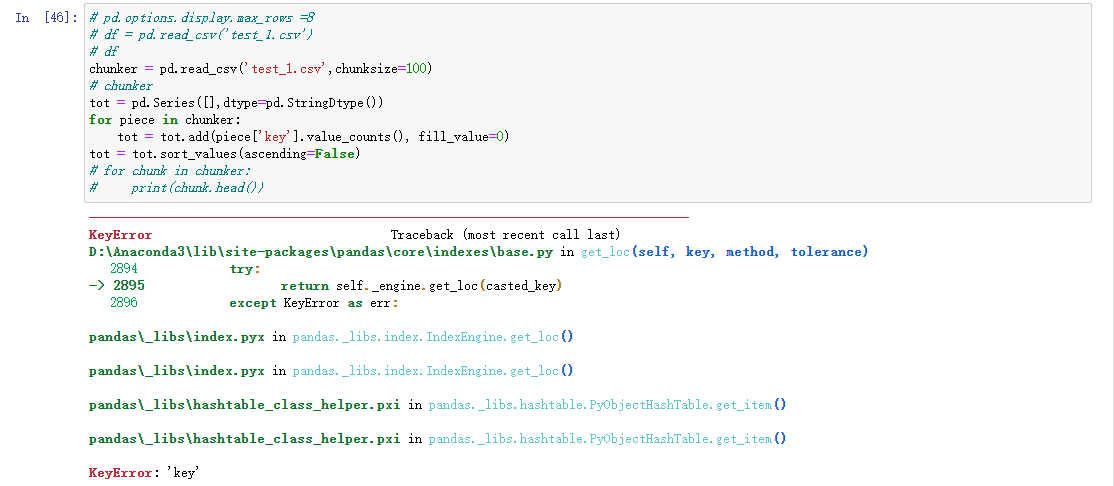 In [46]: # pd.options.display.max_rows =8
# df = pd.read_csv('test_1.csv')
# df
chunker = pd.read_csv('test_1.csv',chunksize=100)
# chunker
tot = pd.Series([],dtype=pd.StringDtype())
for piece in chunker:
    tot = tot.add(piece['key'].value_counts(), fill_value=0)
tot = tot.sort_values(ascending=False)
# for chunk in chunker:
#     print(chunk.head())
KeyError                                  Traceback (most recent call last)
D:\Anaconda3\lib\site-packages\pandas\core\indexes\base.py in get_loc(self, key, method, tolerance)
   2894             try:
-> 2895                 return self._engine.get_loc(casted_key)
   2896             except KeyError as err:
pandas\_libs\index.pyx in pandas._libs.index.IndexEngine.get_loc()
pandas\_libs\index.pyx in pandas._libs.index.IndexEngine.get_loc()
pandas\_libs\hashtable_class_helper.pxi in pandas._libs.hashtable.PyObjectHashTable.get_item()
pandas\_libs\hashtable_class_helper.pxi in pandas._libs.hashtable.PyObjectHashTable.get_item()
KeyError: 'key'